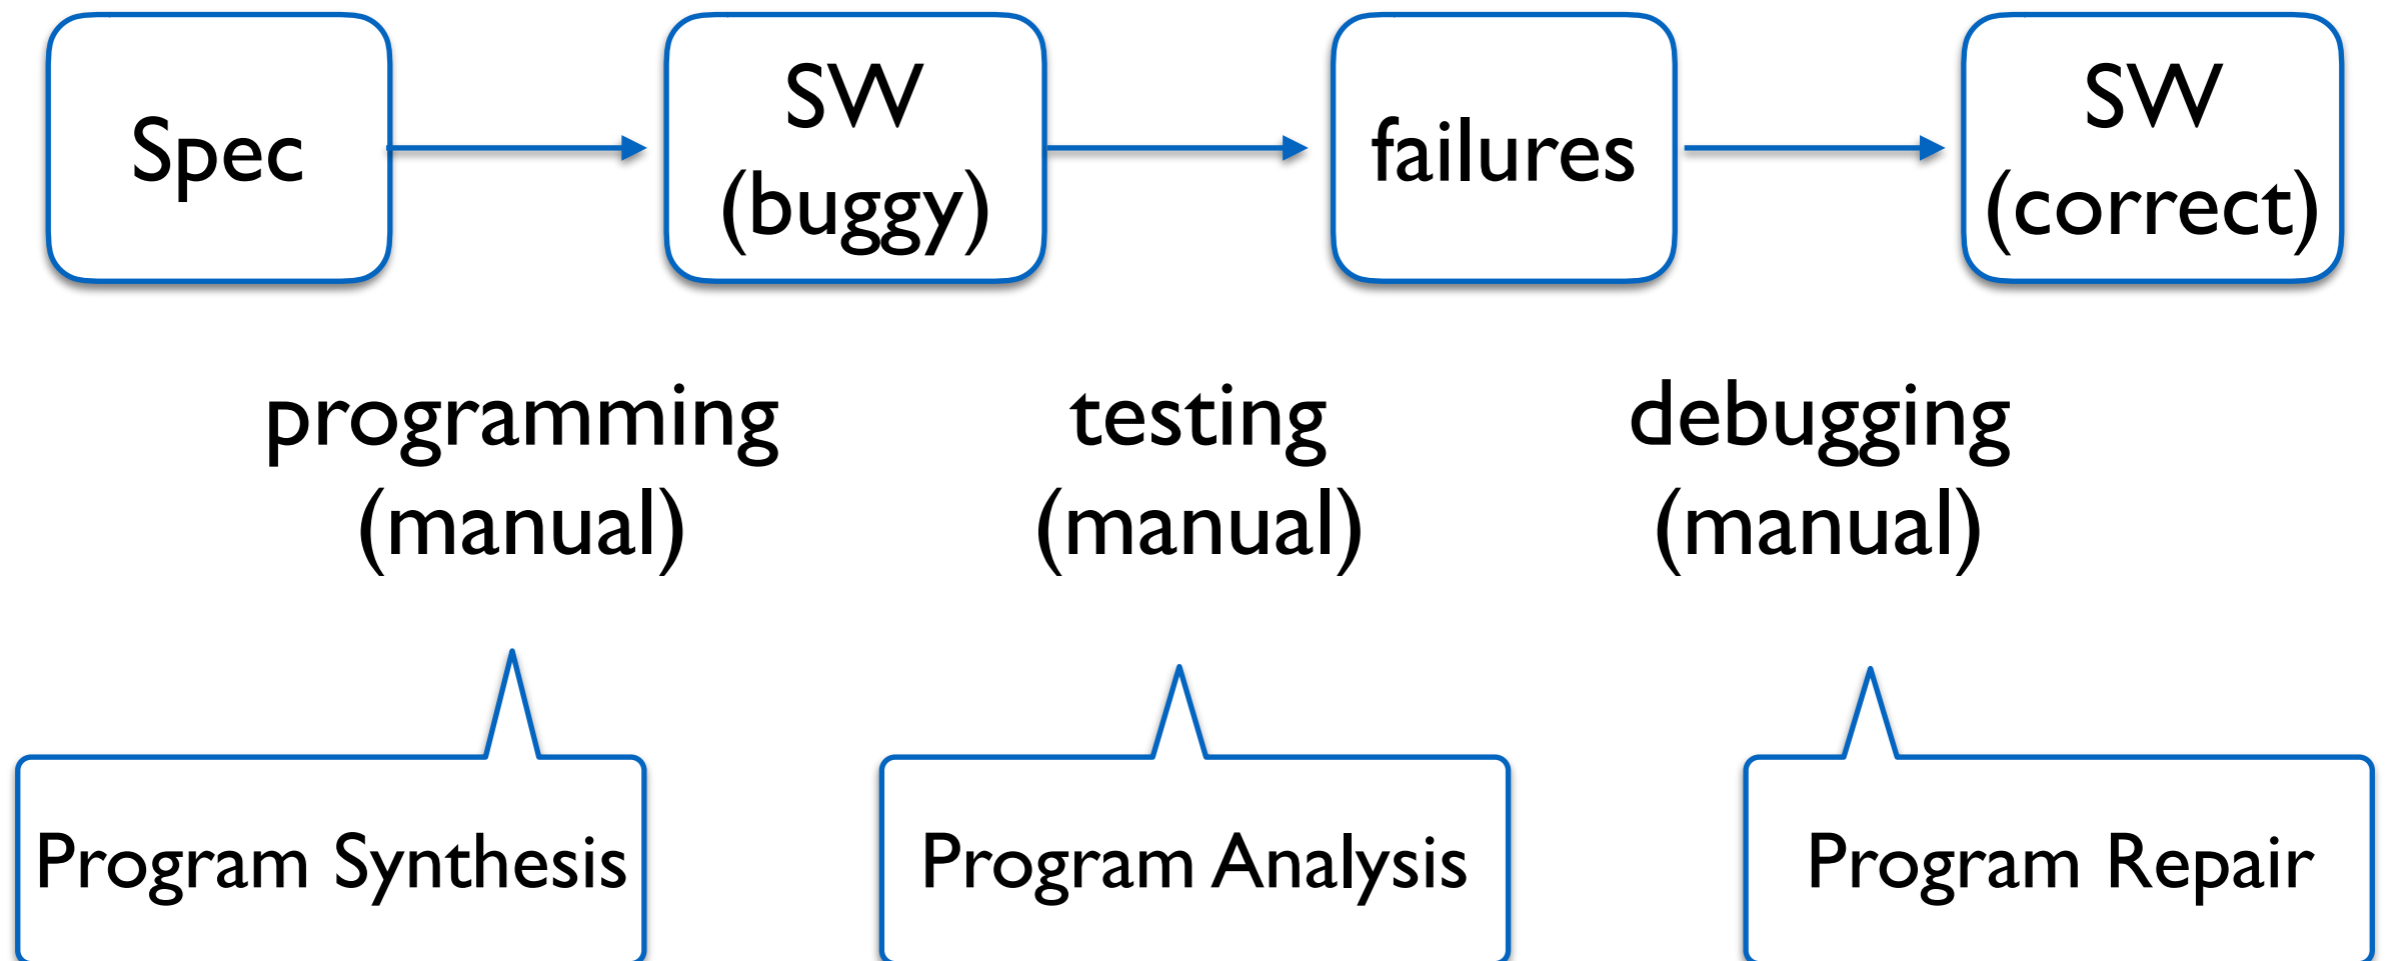 Spec
SW
(buggy)
failures
SW
(correct)
programming
(manual)
testing
(manual)
debugging
(manual)
Program Synthesis
Program Analysis
Program Repair